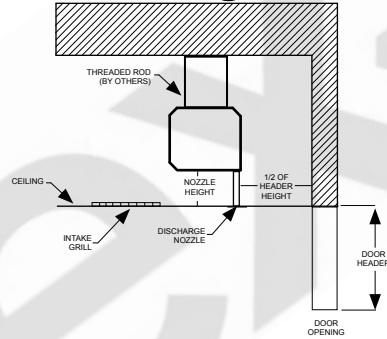 THREADED ROD
(BY OTHERS)
CEILING
NOZZLE
HEIGHT
1/2 OF
HEADER
HEIGHT
INTAKE
GRILL
DISCHARGE
NOZZLE
DOOR
HEADER
DOOR
OPENING